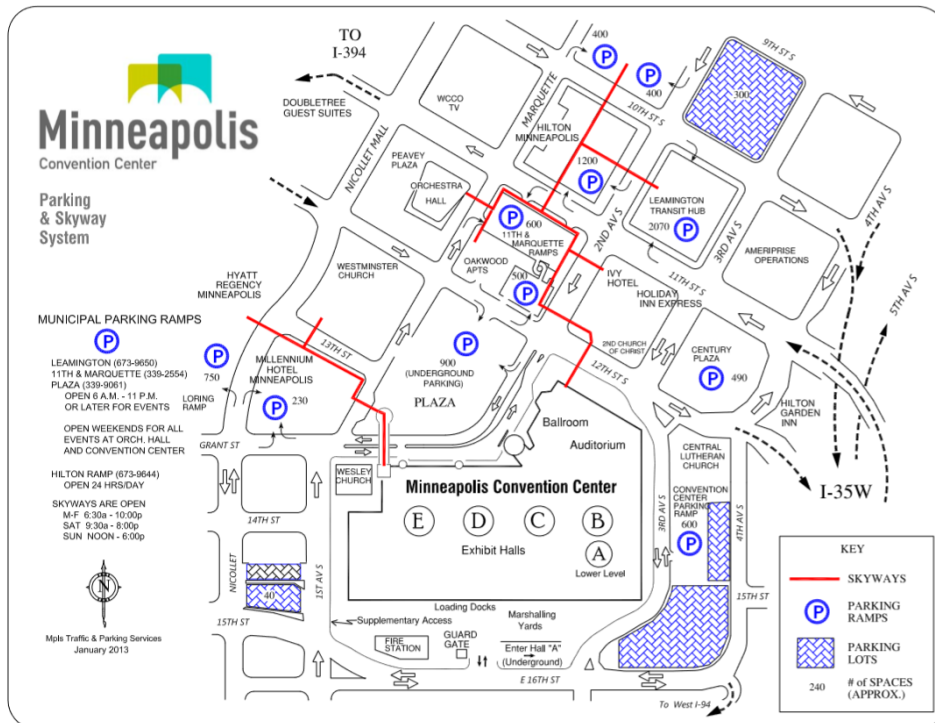 Minneapolis
Convention Center
Parking
& Skyway
System
TO
I-394
DOUBLETREE
GUEST SUITES
NICOLLET MALL
WCCO
TV
MARQUETTE
400
P
P
400
10TH ST S
9TH ST S
300
HILTON
MINNEAPOLIS
1200
P
PEAVEY
PLAZA
ORCHESTRA
HALL
P
600
11TH &
MARQUETTE
RAMPS
2ND AV S
LEAMINGTON
TRANSIT HUB
2070
P
3RD AV S
4TH AV S
5TH AV S
AMERIPRISE
OPERATIONS
11TH ST S
OAKWOOD
APTS
500
P
IVY
HOTEL
HOLIDAY
INN EXPRESS
2ND CHURCH
OF CHRIST
12TH ST S
WESTMINSTER
CHURCH
HYATT
REGENCY
MINNEAPOLIS
13TH ST
P
900
(UNDERGROUND
PARKING)
PLAZA
CENTURY
PLAZA
P
490
HILTON
GARDEN
INN
I-35W
MUNICIPAL PARKING RAMPS
P
LEAMINGTON (673-9650)
11TH & MARQUETTE (339-2554)
PLAZA (339-9061)
OPEN 6 A.M. - 11 P.M.
OR LATER FOR EVENTS
OPEN WEEKENDS FOR ALL
EVENTS AT ORCH. HALL
AND CONVENTION CENTER
HILTON RAMP (673-9644)
OPEN 24 HRS/DAY
SKYWAYS ARE OPEN
M-F 6:30a - 10:00p
SAT 9:30a - 8:00p
SUN NOON - 6:00p
N
Mpls Traffic & Parking Services
January 2013
P
750
LORING
RAMP
MILLENNIUM
HOTEL
MINNEAPOLIS
P
230
GRANT ST
14TH ST
NICOLLET
40
15TH ST
1ST AV S
WESLEY
CHURCH
Ballroom
Auditorium
Minneapolis Convention Center
E
D
C
B
A
Exhibit Halls
Lower Level
CENTRAL
LUTHERAN
CHURCH
CONVENTION
CENTER
PARKING
RAMP
600
P
3RD AV S
4TH AV S
15TH ST
Loading Docks
Supplementary Access
Marshalling
Yards
FIRE
STATION
GUARD
GATE
Enter Hall "A"
(Underground)
E 16TH ST
To West I-94
KEY
SKYWAYS
P
PARKING
RAMPS
PARKING
LOTS
240
# of SPACES
(APPROX.)